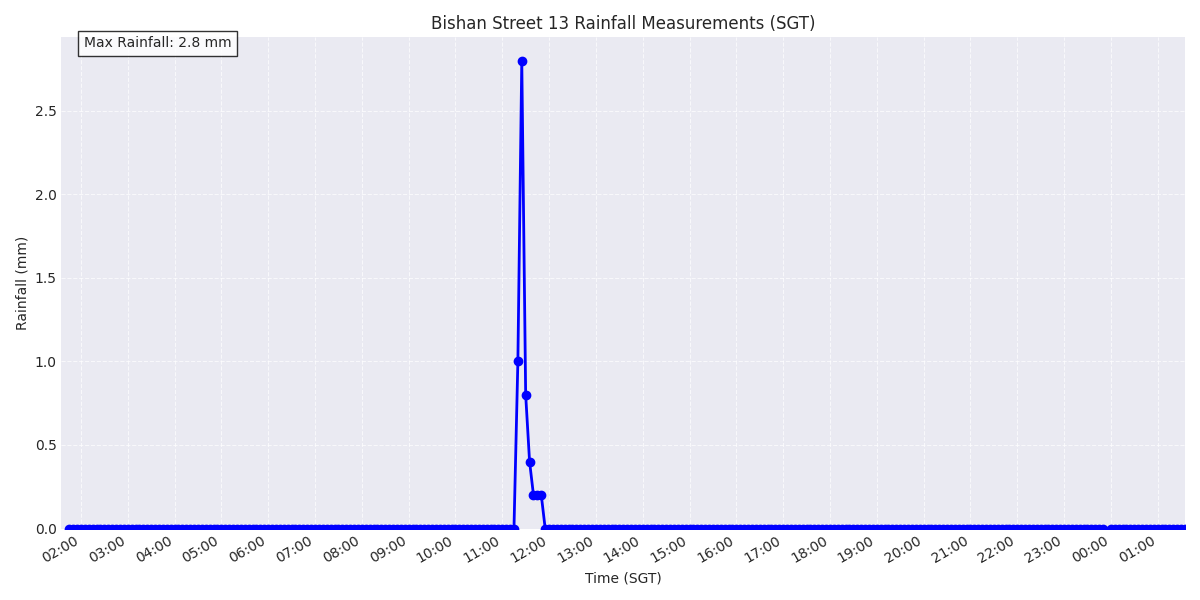 Bishan Street 13 Rainfall Measurements (SGT)
Max Rainfall: 2.8 mm
Rainfall (mm)
2.5
2.0
1.5
1.0
0.5
0.0
02:00 03:00 04:00 05:00 06:00 07:00 08:00 09:00 10:00 11:00 12:00 13:00 14:00 15:00 16:00 17:00 18:00 19:00 20:00 21:00 22:00 23:00 00:00 01:00
Time (SGT)